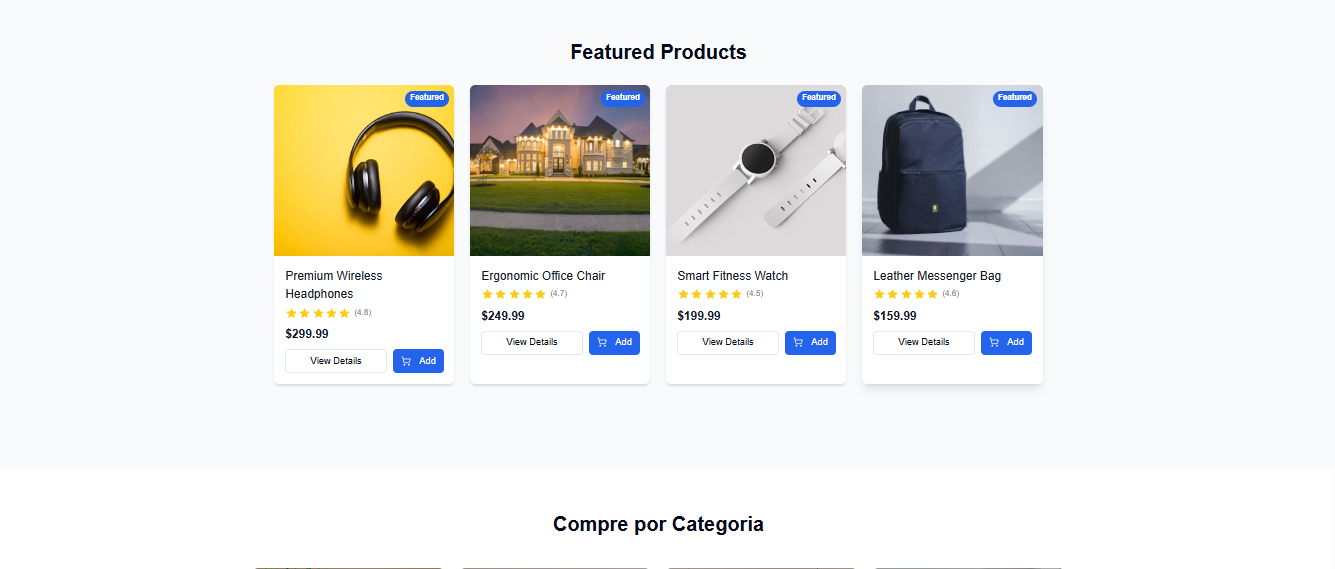 Featured Products
Featured
Featured
Featured
Featured
Premium Wireless
Headphones
(4.8)
$299.99
View Details
Add
Ergonomic Office Chair
(4.7)
$249.99
View Details
Add
Smart Fitness Watch
(4.5)
$199.99
View Details
Add
Leather Messenger Bag
(4.6)
$159.99
View Details
Add
Compre por Categoria